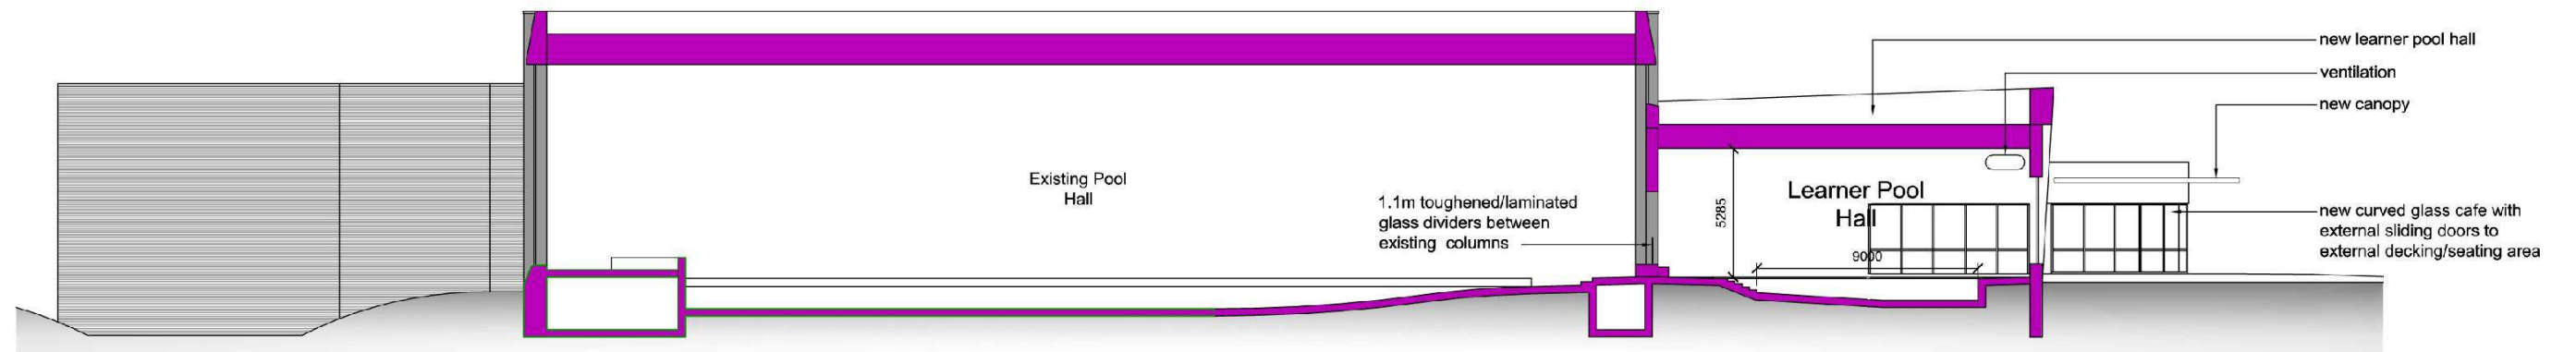 new learner pool hall
ventilation
new canopy
Existing Pool
Hall
1.1m toughened/laminated
glass dividers between
existing columns
5285
Learner Pool
Hall
9000
new curved glass cafe with
external sliding doors to
external decking/seating area